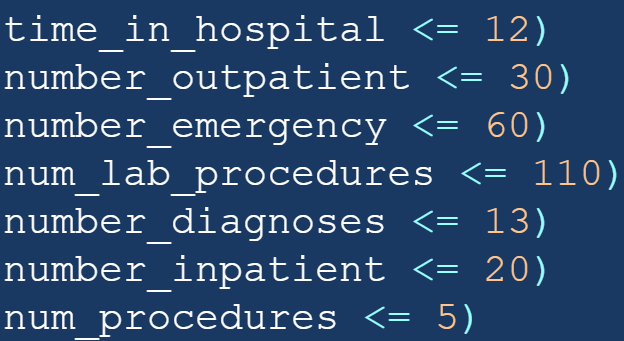 time_in_hospital <= 12)
number_outpatient <= 30)
number_emergency <= 60)
num_lab_procedures <= 110)
number_diagnoses <= 13)
number_inpatient <= 20)
num_procedures <= 5)